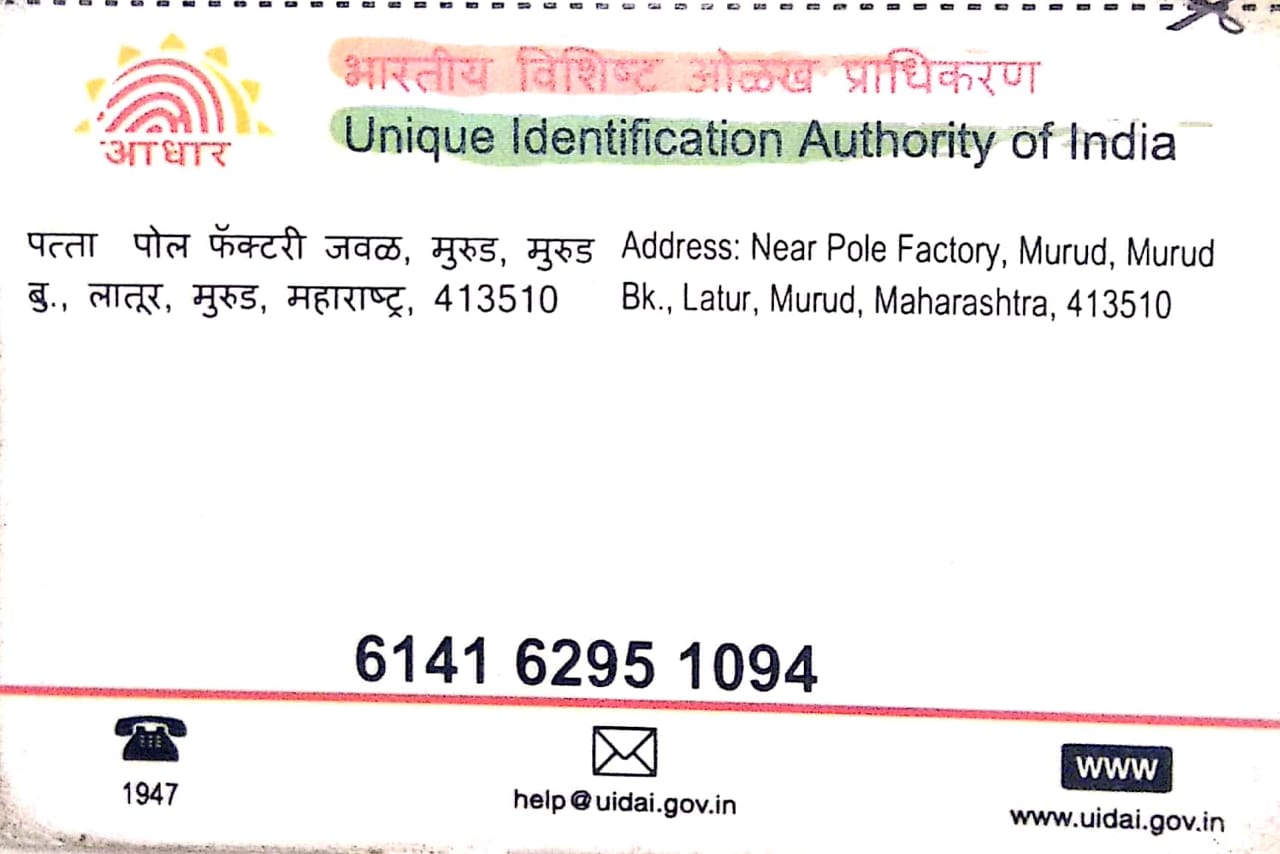 आधार
भारतीय विशिष्ट ओळख प्राधिकरण
Unique Identification Authority of India
पत्ता पोल फॅक्टरी जवळ, मुरुड, मुरुड
बु., लातूर, मुरुड, महाराष्ट्र, 413510
Address: Near Pole Factory, Murud, Murud
Bk., Latur, Murud, Maharashtra, 413510
6141 6295 1094
1947
help@uidai.gov.in
www
www.uidai.gov.in